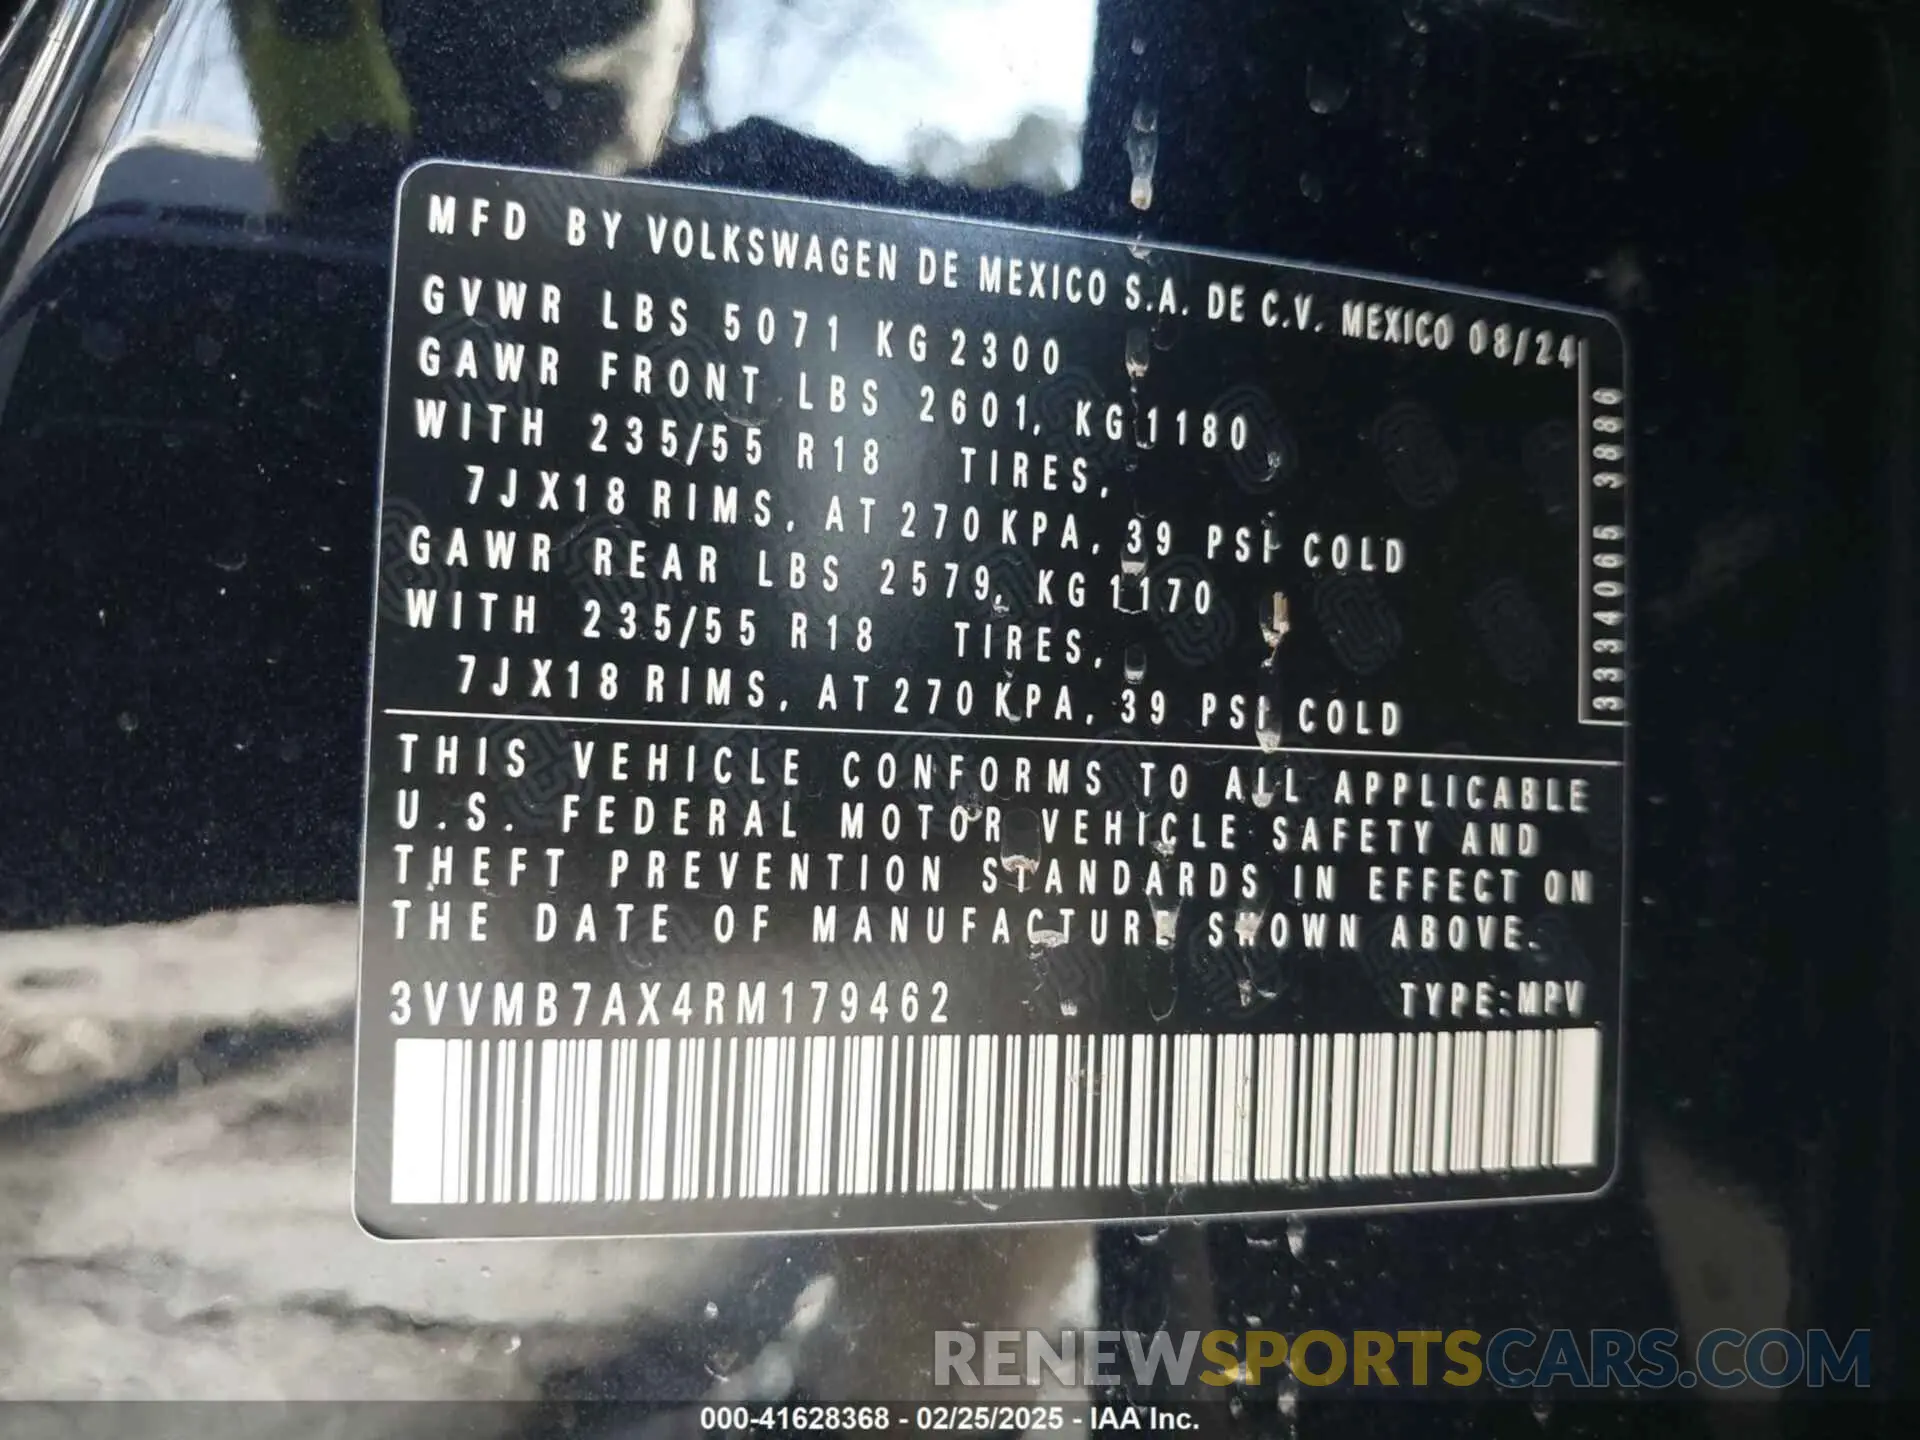 MFD BY VOLKSWAGEN DE MEXICO S.A. DE C.V. MEXICO 08/24
GVWR LBS 5071 KG 2300
GAWR FRONT LBS 2601, KG 1180
WITH 235/55 R18 TIRES,
7JX18 RIMS, AT 270 KPA, 39 PSI COLD
GAWR REAR LBS 2579, KG 1170
WITH 235/55 R18 TIRES,
7JX18 RIMS, AT 270 KPA, 39 PSI COLD
3334065 3886
THIS VEHICLE CONFORMS TO ALL APPLICABLE
U.S. FEDERAL MOTOR VEHICLE SAFETY AND
THEFT PREVENTION STANDARDS IN EFFECT ON
THE DATE OF MANUFACTURE SHOWN ABOVE.
3VVMB7AX4RM179462 TYPE:MPV
RENEWSPORTSCARS.COM
000-41628368 - 02/25/2025 - IAA Inc.